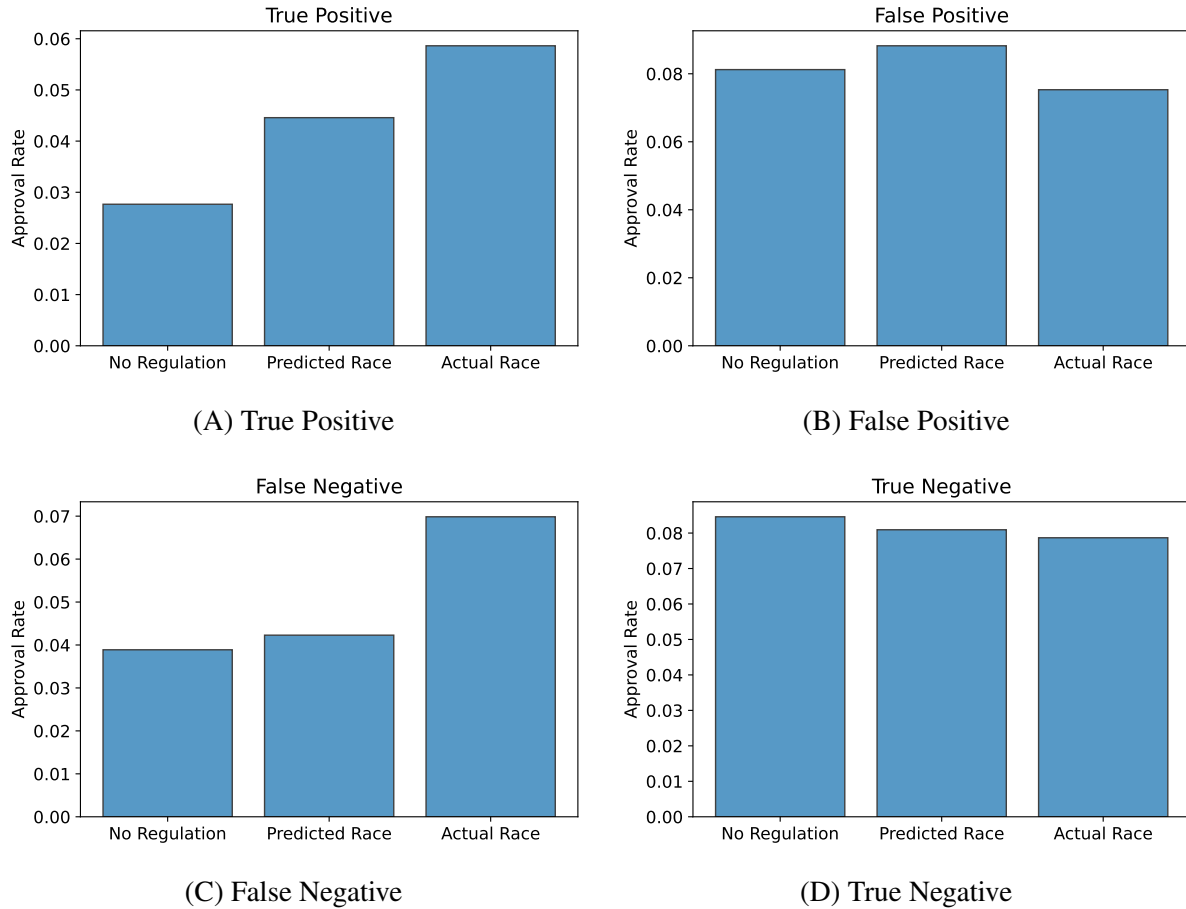 True Positive
0.06
0.05
0.04
0.03
0.02
0.01
0.00
Approval Rate
No Regulation Predicted Race Actual Race
(A) True Positive
False Positive
0.08
0.06
0.04
0.02
0.00
Approval Rate
No Regulation Predicted Race Actual Race
(B) False Positive
False Negative
0.07
0.06
0.05
0.04
0.03
0.02
0.01
0.00
Approval Rate
No Regulation Predicted Race Actual Race
(C) False Negative
True Negative
0.08
0.07
0.06
0.05
0.04
0.03
0.02
0.01
0.00
Approval Rate
No Regulation Predicted Race Actual Race
(D) True Negative